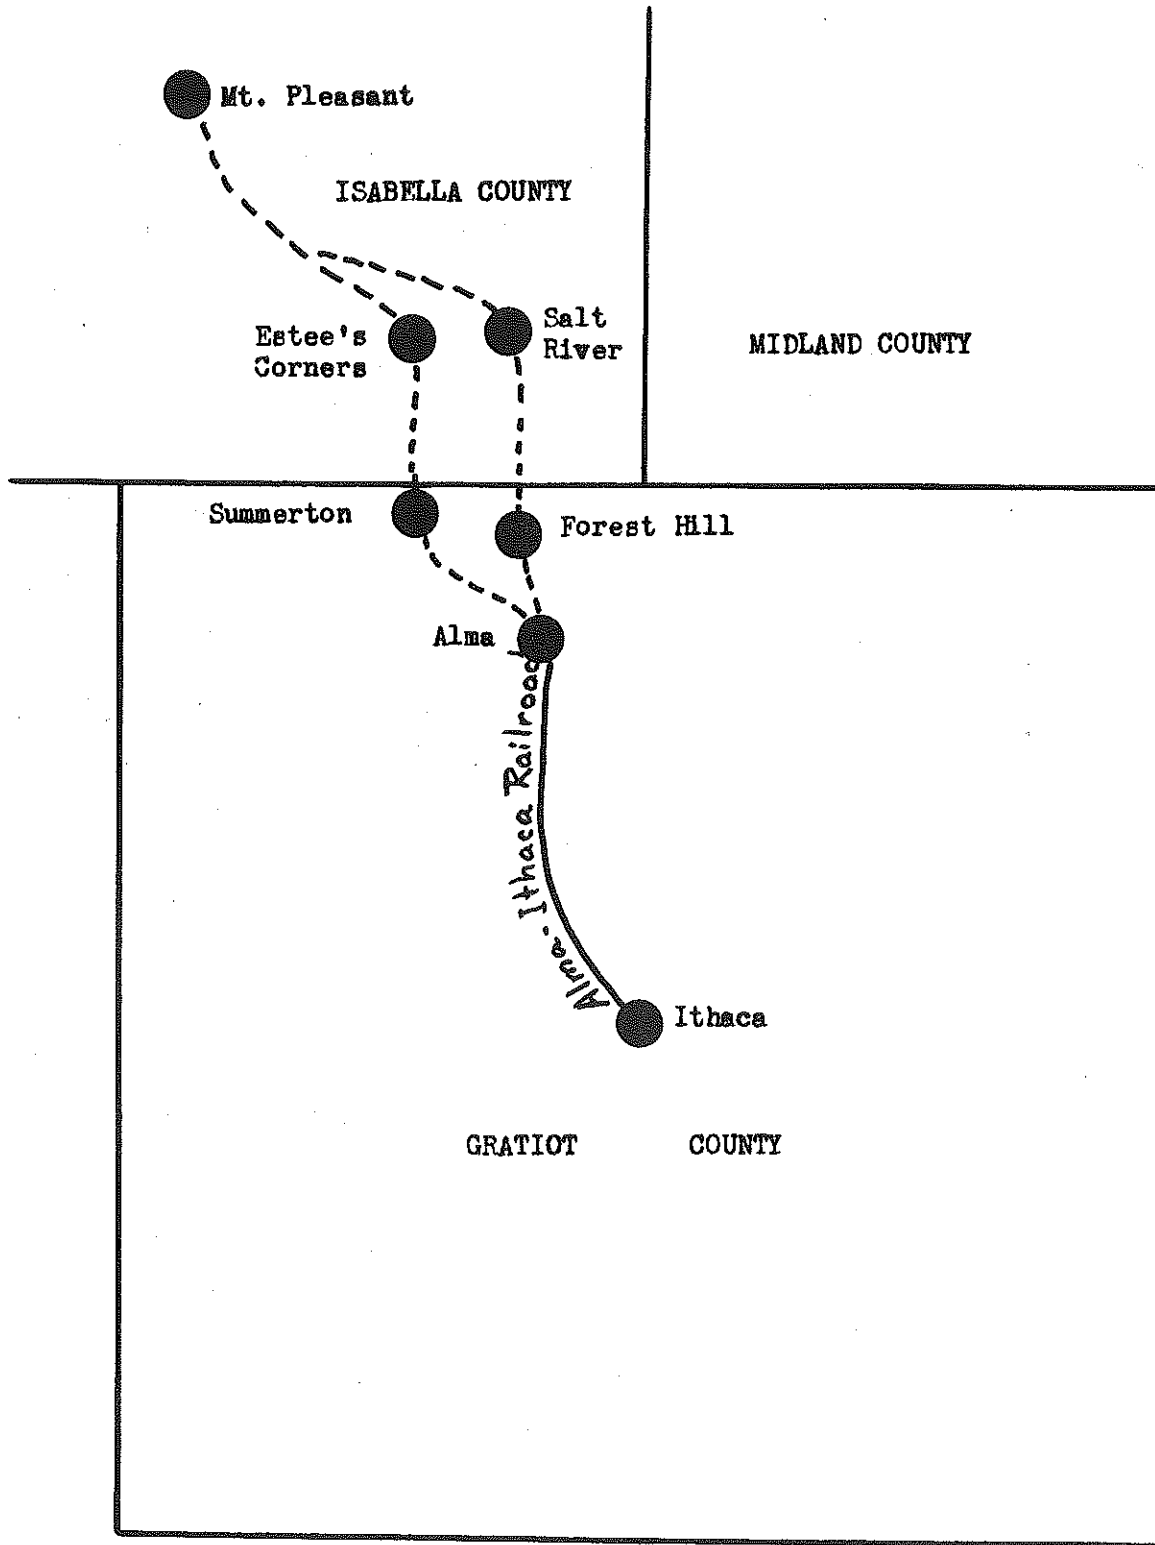 Mt. Pleasant
ISABELLA COUNTY
Estee's
Corners
Salt
River
MIDLAND COUNTY
Summerton
Forest Hill
Alma
Alma-Ithaca Railroad
Ithaca
GRATIOT COUNTY